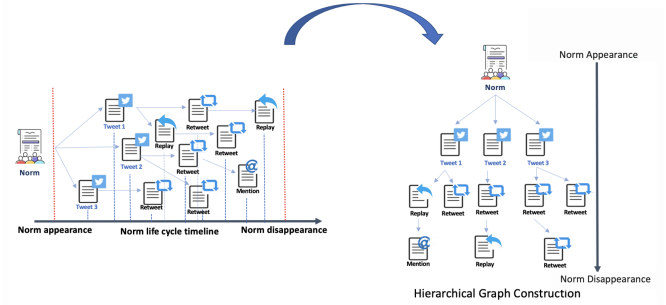 Norm
Tweet 1
Tweet 2
Tweet 3
Replay
Retweet
Retweet
Replay
Retweet
Mention
Retweet
Retweet
Norm appearance
Norm life cycle timeline
Norm disappearance
Norm Appearance
Norm
Tweet 1
Tweet 2
Tweet 3
Replay
Retweet
Retweet
Retweet
Retweet
@
Mention
Replay
Retweet
Norm Disappearance
Hierarchical Graph Construction